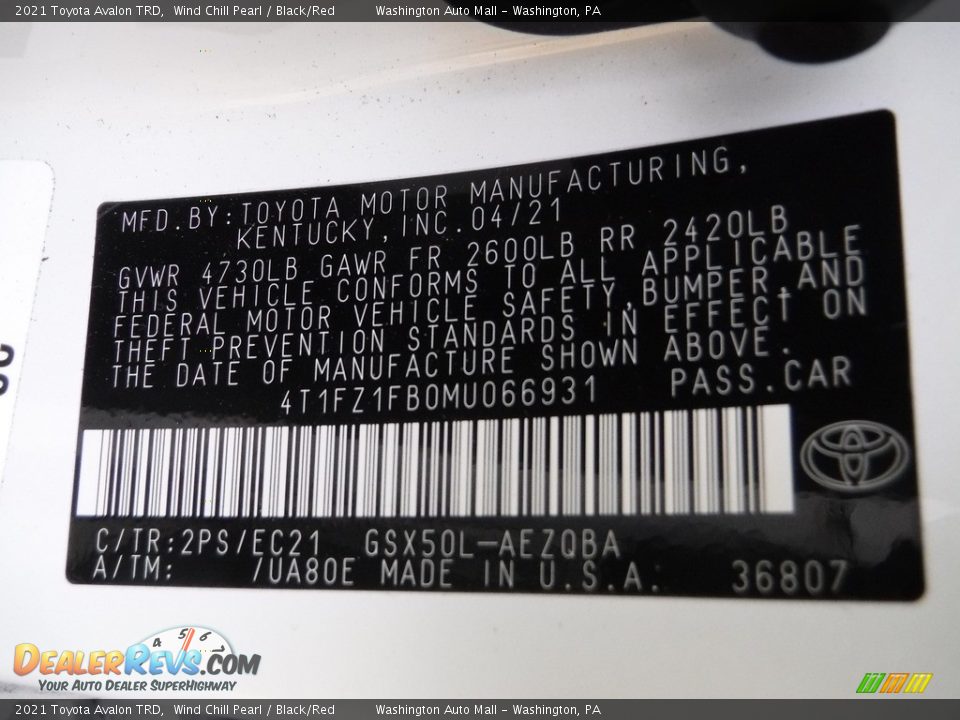 2021 Toyota Avalon TRD, Wind Chill Pearl / Black/Red Washington Auto Mall - Washington, PA
MFD.BY:TOYOTA MOTOR MANUFACTURING,
KENTUCKY,INC.04/21
GVWR 4730LB GAWR FR 2600LB RR 2420LB
THIS VEHICLE CONFORMS TO ALL APPLICABLE
FEDERAL MOTOR VEHICLE SAFETY,BUMPER,AND
THEFT PREVENTION STANDARDS IN EFFECT ON
THE DATE OF MANUFACTURE SHOWN ABOVE.
4T1FZ1FB0MU066931 PASS.CAR
C/TR:2PS/EC21 GSX50L-AEZQBA
A/TM: /UA80E MADE IN U.S.A. 36807
4 5 6
DEALERREVS.COM
YOUR AUTO DEALER SUPERHIGHWAY
2021 Toyota Avalon TRD, Wind Chill Pearl / Black/Red Washington Auto Mall - Washington, PA